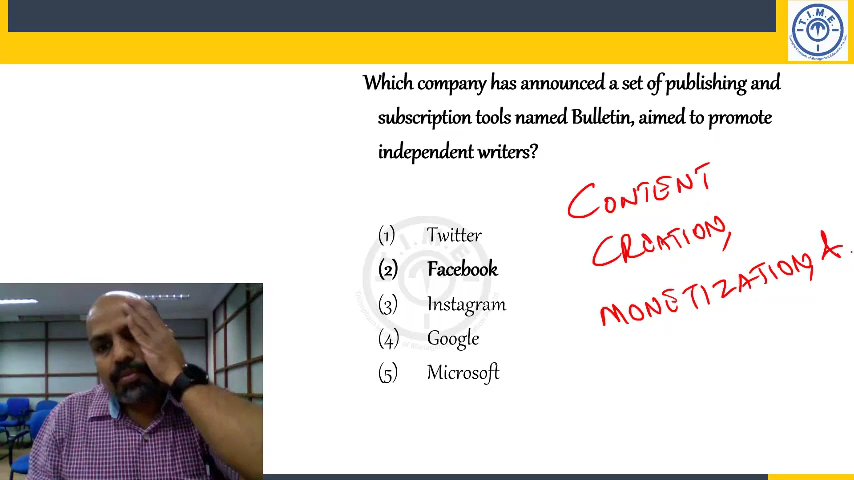 T.I.M.E.
Which company has announced a set of publishing and
subscription tools named Bulletin, aimed to promote
independent writers?
(1) Twitter
(2) Facebook
(3) Instagram
(4) Google
(5) Microsoft
CONTENT
CREATION,
MONETIZATION, &